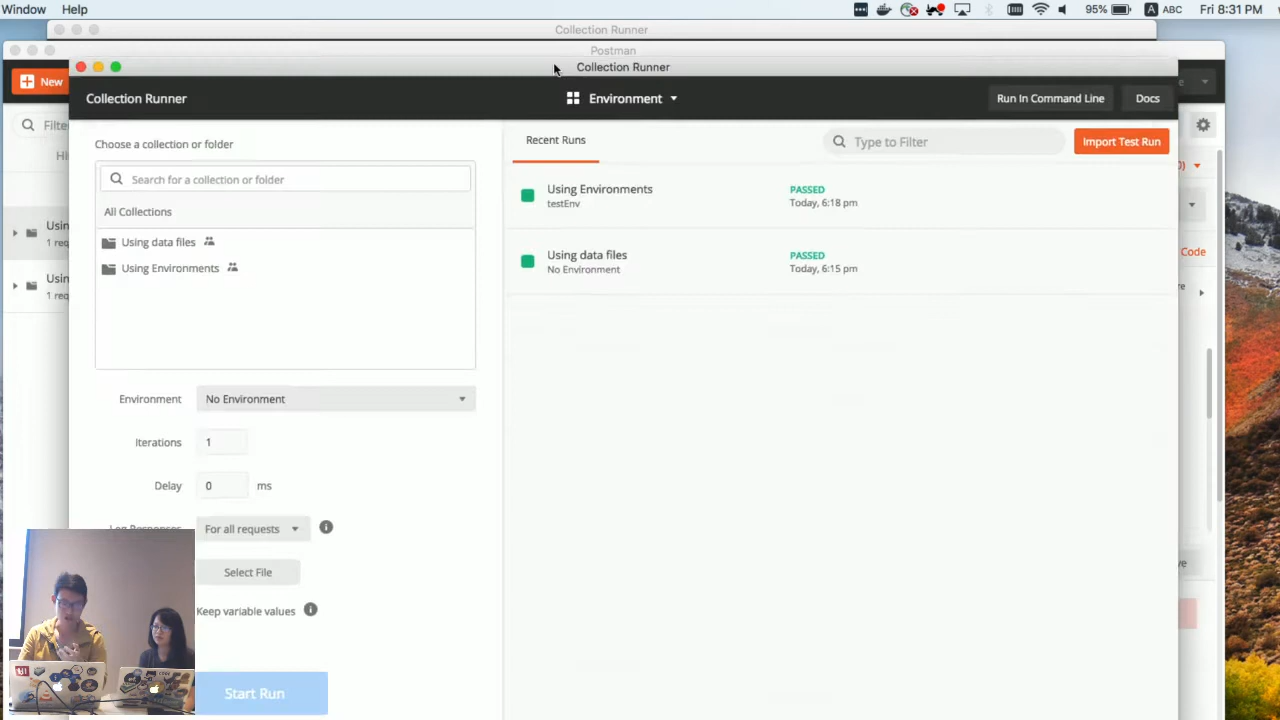 Window Help
95% ABC Fri 8:31 PM
Collection Runner
Postman
Collection Runner
New
Collection Runner
Environment
Run In Command Line
Docs
Choose a collection or folder
Recent Runs
Type to Filter
Import Test Run
Search for a collection or folder
All Collections
Using data files
Using Environments
Using Environments
testEnv
PASSED
Today, 6:18 pm
Using data files
No Environment
PASSED
Today, 6:15 pm
Code
Environment
No Environment
Iterations
1
Delay
0
ms
For all requests
Select File
Keep variable values
Start Run